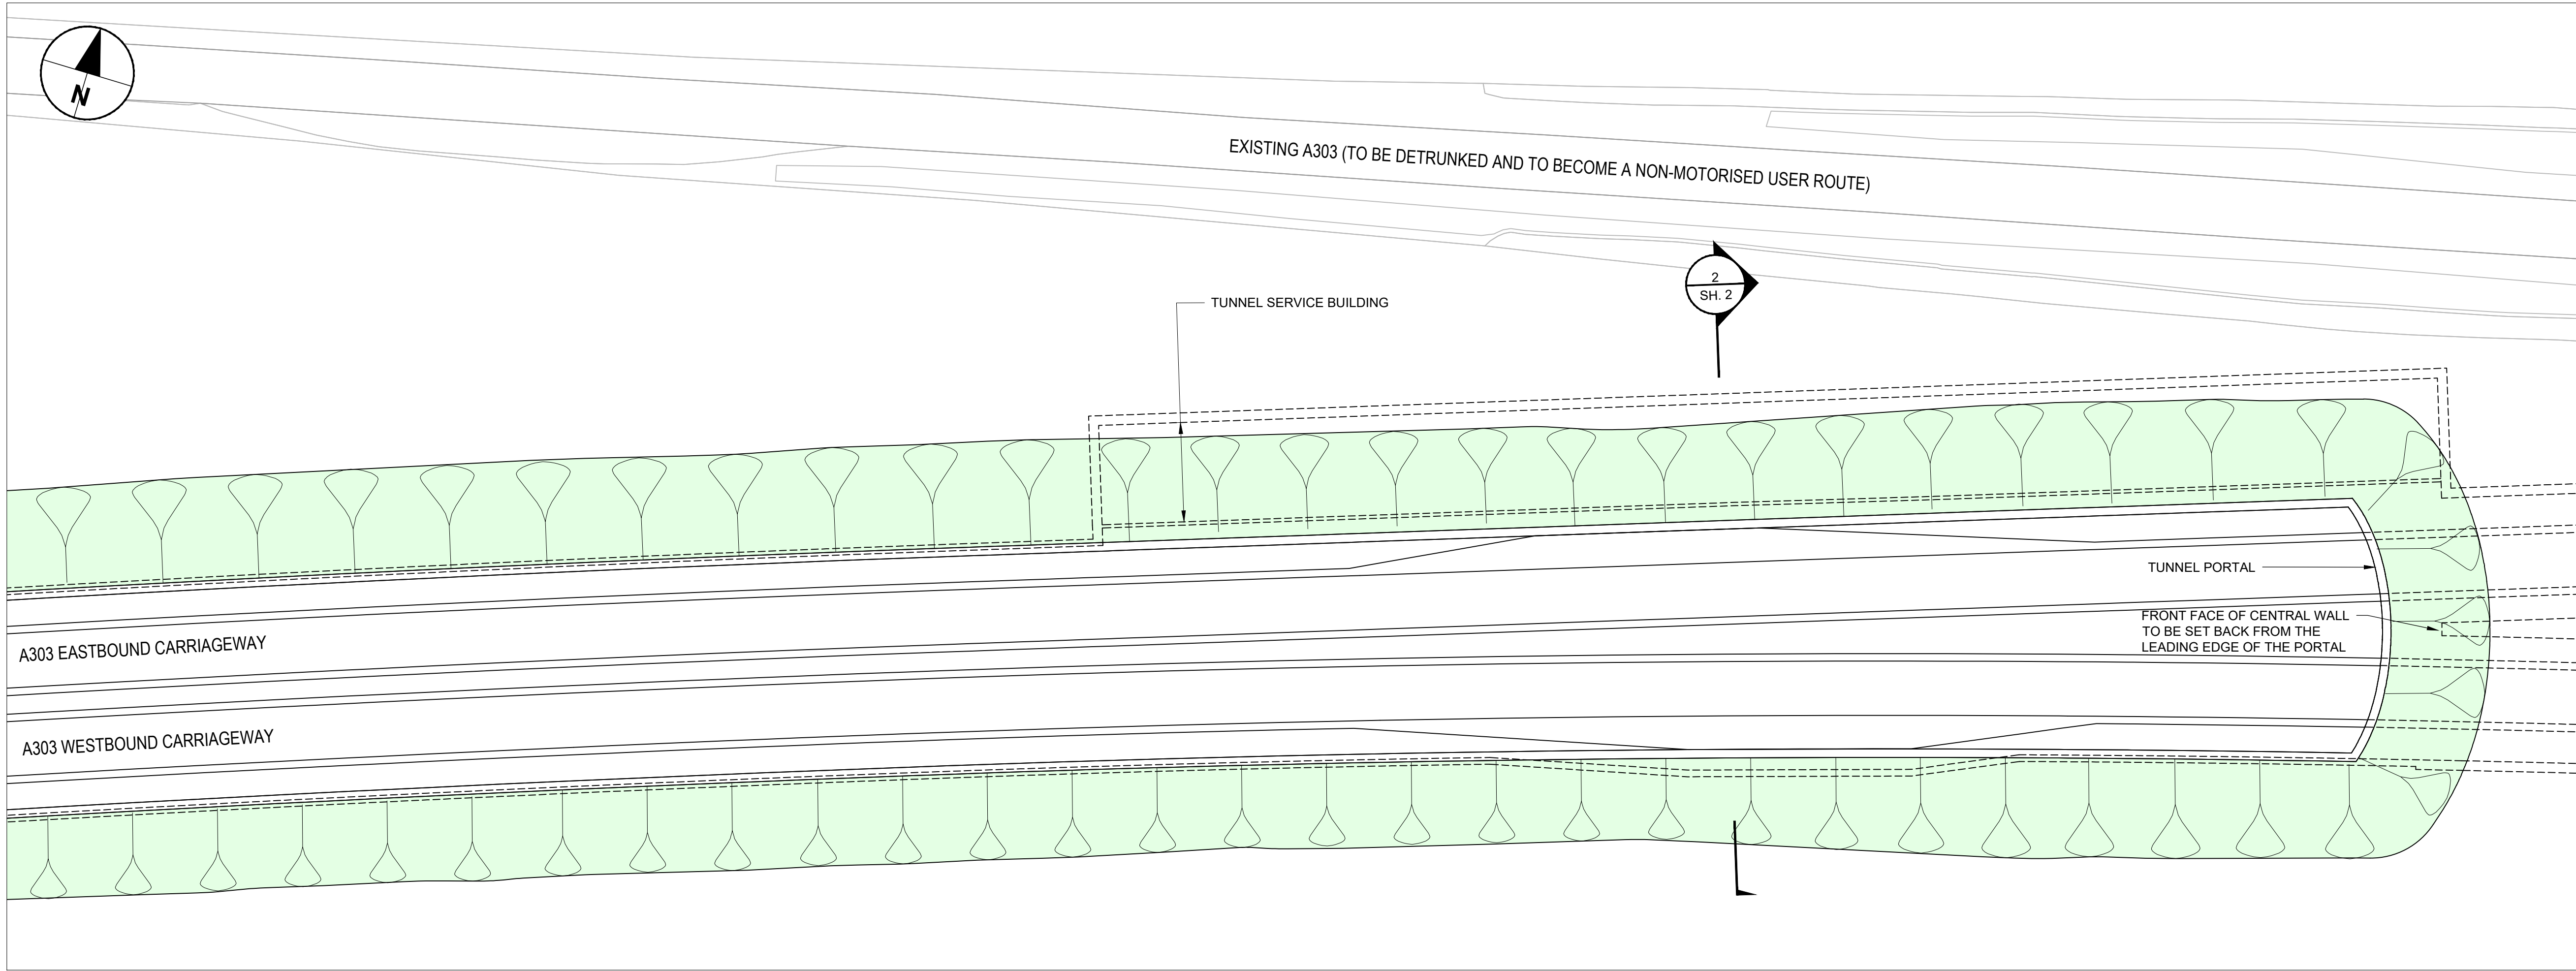 N
EXISTING A303 (TO BE DETRUNKED AND TO BECOME A NON-MOTORISED USER ROUTE)
2
SH. 2
TUNNEL SERVICE BUILDING
TUNNEL PORTAL
FRONT FACE OF CENTRAL WALL
TO BE SET BACK FROM THE
LEADING EDGE OF THE PORTAL
A303 EASTBOUND CARRIAGEWAY
A303 WESTBOUND CARRIAGEWAY